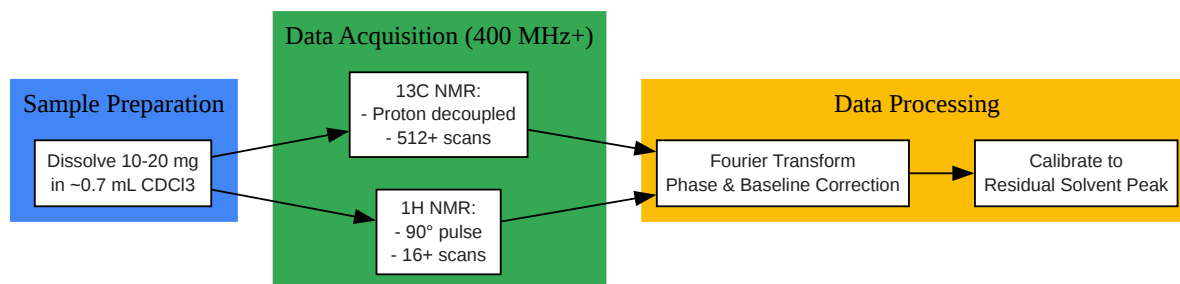 Sample Preparation
Dissolve 10-20 mg
in ~0.7 mL CDCl3
Data Acquisition (400 MHz+)
13C NMR:
- Proton decoupled
- 512+ scans
1H NMR:
- 90° pulse
- 16+ scans
Data Processing
Fourier Transform
Phase & Baseline Correction
Calibrate to
Residual Solvent Peak